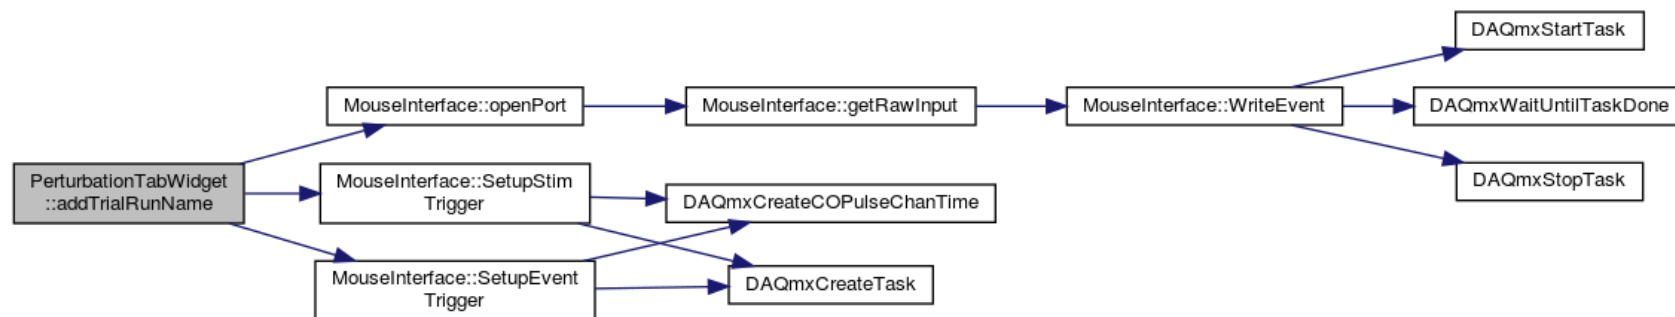 DAQmxStartTask
MouseInterface::openPort
MouseInterface::getRawInput
MouseInterface::WriteEvent
DAQmxWaitUntilTaskDone
PerturbationTabWidget
::addTrialRunName
MouseInterface::SetupStim
Trigger
DAQmxCreateCOPulseChanTime
DAQmxStopTask
MouseInterface::SetupEvent
Trigger
DAQmxCreateTask